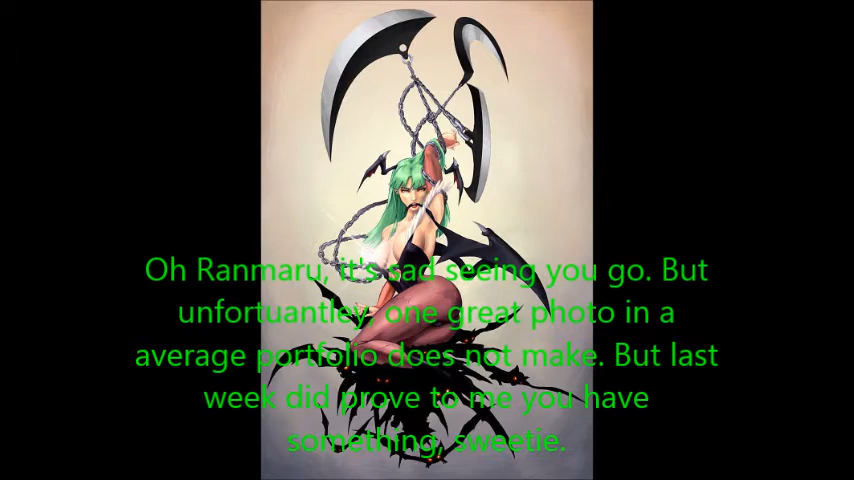 Oh Ranmaru, it's sad seeing you go. But
unfortuantley, one great photo in a
average portfolio does not make. But last
week did prove to me you have
something, sweetie.